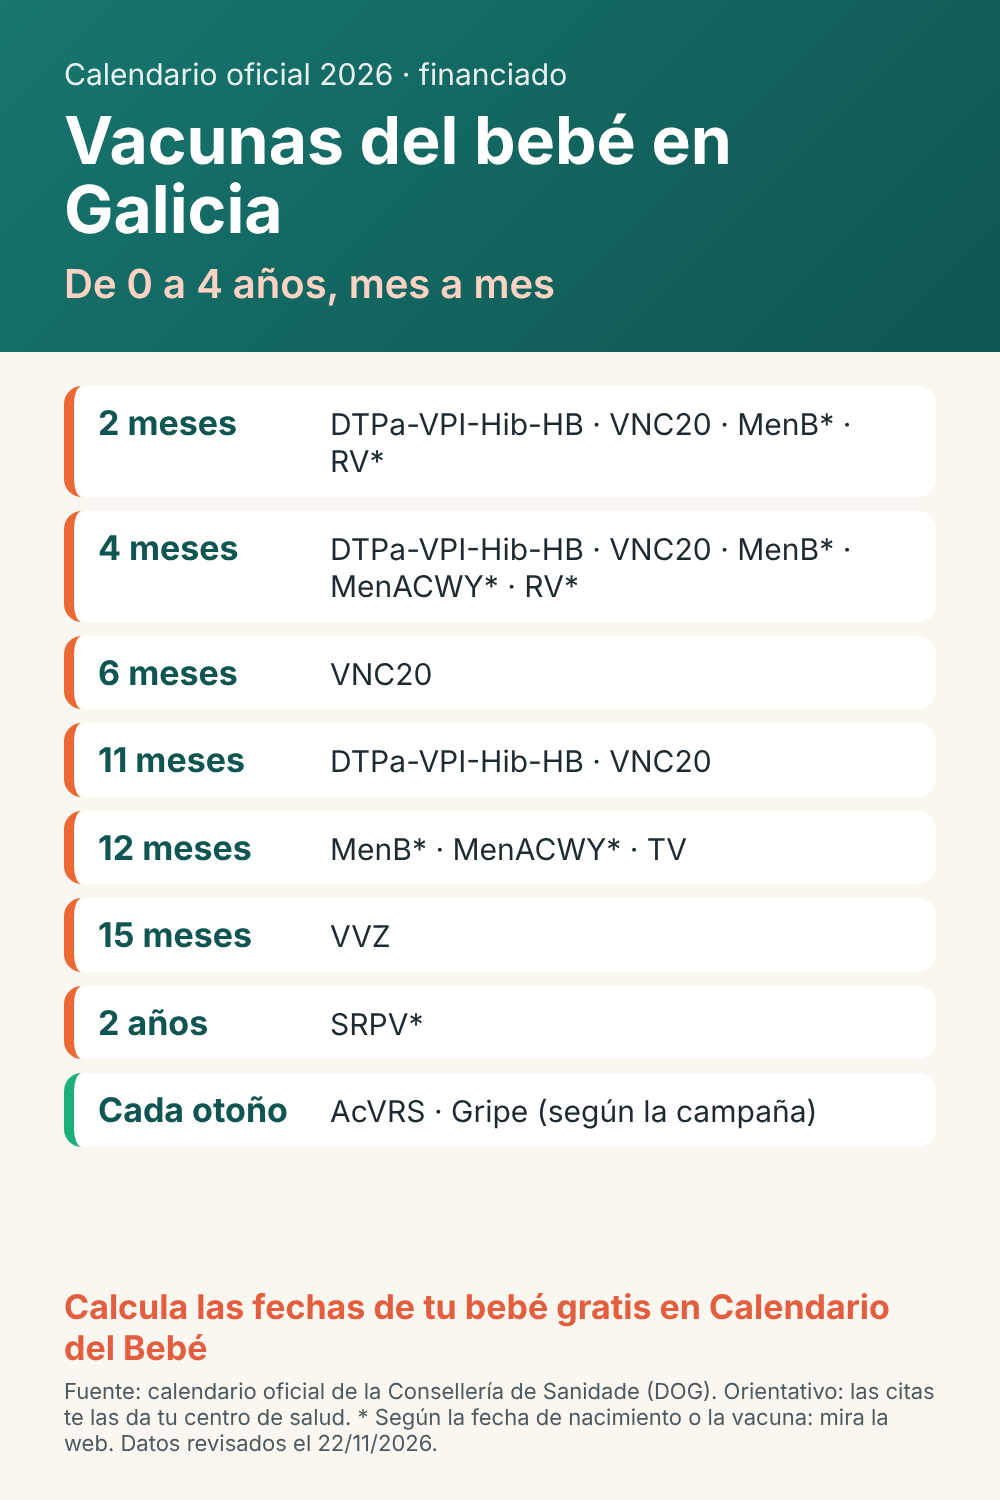 Calendario oficial 2026 · financiado
Vacunas del bebé en
Galicia
De 0 a 4 años, mes a mes
2 meses
DTPa-VPI-Hib-HB · VNC20 · MenB* ·
RV*
4 meses
DTPa-VPI-Hib-HB · VNC20 · MenB* ·
MenACWY* · RV*
6 meses
VNC20
11 meses
DTPa-VPI-Hib-HB · VNC20
12 meses
MenB* · MenACWY* · TV
15 meses
VVZ
2 años
SRPV*
Cada otoño
AcVRS · Gripe (según la campaña)
Calcula las fechas de tu bebé gratis en Calendario
del Bebé
Fuente: calendario oficial de la Consellería de Sanidade (DOG). Orientativo: las citas
te las da tu centro de salud. * Según la fecha de nacimiento o la vacuna: mira la
web. Datos revisados el 22/11/2026.